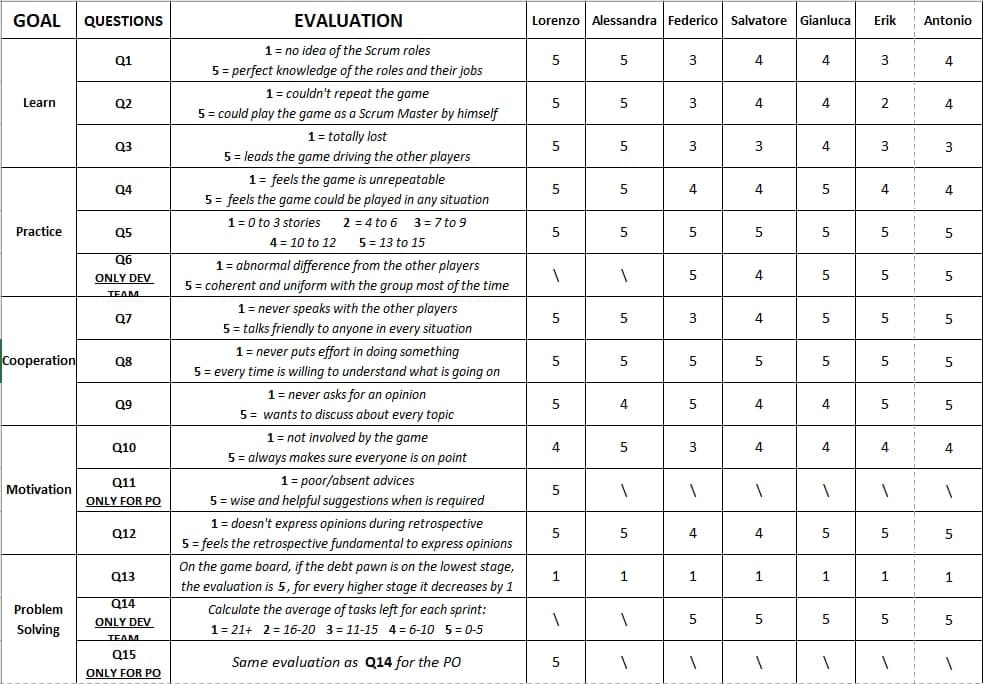 GOAL QUESTIONS EVALUATION Lorenzo Alessandra Federico Salvatore Gianluca Erik Antonio
Learn
Q1
1 = no idea of the Scrum roles
5 = perfect knowledge of the roles and their jobs
5 5 3 4 4 3 4
Q2
1 = couldn't repeat the game
5 = could play the game as a Scrum Master by himself
5 5 3 4 4 2 4
Q3
1 = totally lost
5 = leads the game driving the other players
5 5 3 3 4 3 3
Practice
Q4
1 = feels the game is unrepeatable
5 = feels the game could be played in any situation
5 5 4 4 5 4 4
Q5
1 = 0 to 3 stories 2 = 4 to 6 3 = 7 to 9
4 = 10 to 12 5 = 13 to 15
5 5 5 5 5 5 5
Q6
ONLY DEV
TEAM
1 = abnormal difference from the other players
5 = coherent and uniform with the group most of the time
\ \ 5 4 5 5 5
Cooperation
Q7
1 = never speaks with the other players
5 = talks friendly to anyone in every situation
5 5 3 4 5 5 5
Q8
1 = never puts effort in doing something
5 = every time is willing to understand what is going on
5 5 5 5 5 5 5
Q9
1 = never asks for an opinion
5 = wants to discuss about every topic
5 4 5 4 4 5 5
Motivation
Q10
1 = not involved by the game
5 = always makes sure everyone is on point
4 5 3 4 4 4 4
Q11
ONLY FOR PO
1 = poor/absent advices
5 = wise and helpful suggestions when is required
5 \ \ \ \ \ \
Q12
1 = doesn't express opinions during retrospective
5 = feels the retrospective fundamental to express opinions
5 5 4 4 5 5 5
Problem
Solving
Q13
On the game board, if the debt pawn is on the lowest stage,
the evaluation is 5, for every higher stage it decreases by 1
1 1 1 1 1 1 1
Q14
ONLY DEV
TEAM
Calculate the average of tasks left for each sprint:
1 = 21+ 2 = 16-20 3 = 11-15 4 = 6-10 5 = 0-5
\ \ 5 5 5 5 5
Q15
ONLY FOR PO
Same evaluation as Q14 for the PO
5 \ \ \ \ \ \